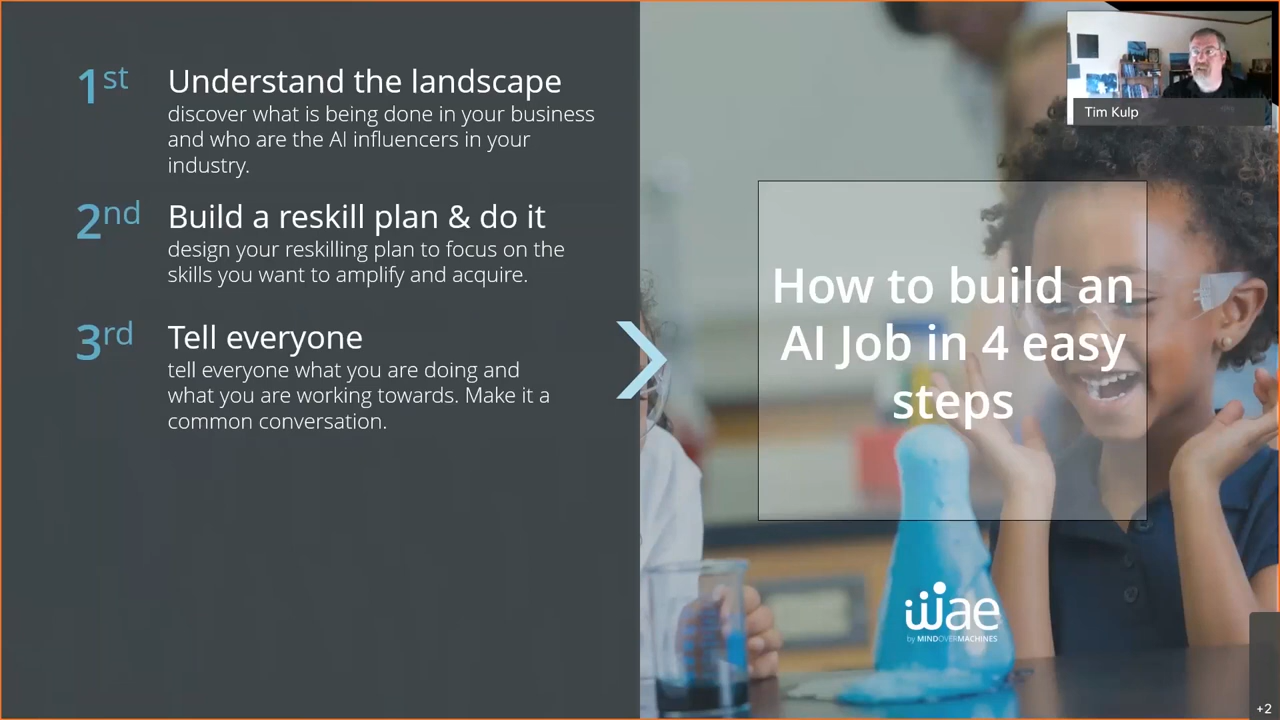 1st
Understand the landscape
discover what is being done in your business
and who are the AI influencers in your
industry.
2nd
Build a reskill plan & do it
design your reskilling plan to focus on the
skills you want to amplify and acquire.
3rd
Tell everyone
tell everyone what you are doing and
what you are working towards. Make it a
common conversation.
Tim Kulp
How to build an
AI Job in 4 easy
steps
wae
by MINDOVERMACHINES
+2